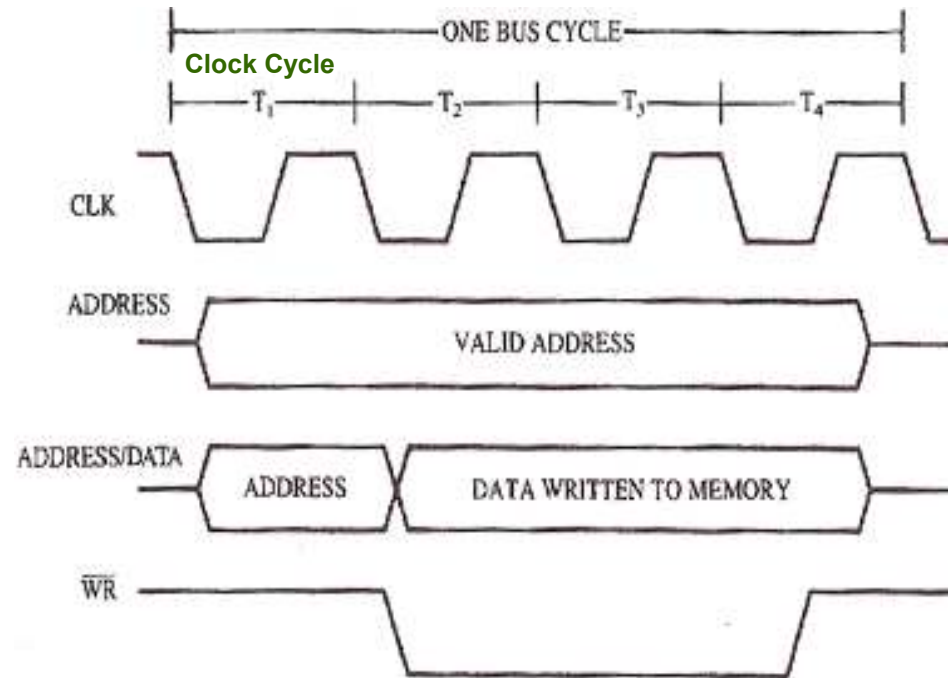 ONE BUS CYCLE
Clock Cycle
T₁ T₂ T₃ T₄
CLK
ADDRESS
VALID ADDRESS
ADDRESS/DATA
ADDRESS DATA WRITTEN TO MEMORY
W̅R̅